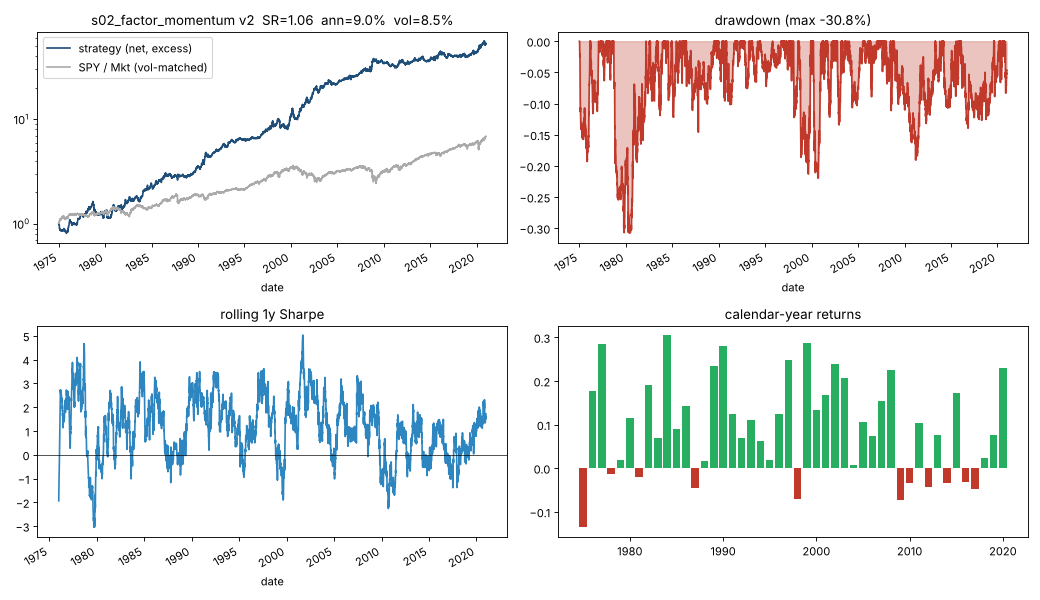 s02_factor_momentum v2 SR=1.06 ann=9.0% vol=8.5%
strategy (net, excess)
SPY / Mkt (vol-matched)
10¹
10⁰
1975 1980 1985 1990 1995 2000 2005 2010 2015 2020
date
drawdown (max -30.8%)
0.00
−0.05
−0.10
−0.15
−0.20
−0.25
−0.30
1975 1980 1985 1990 1995 2000 2005 2010 2015 2020
date
rolling 1y Sharpe
5
4
3
2
1
0
−1
−2
−3
1975 1980 1985 1990 1995 2000 2005 2010 2015 2020
date
calendar-year returns
0.3
0.2
0.1
0.0
−0.1
1980 1990 2000 2010 2020